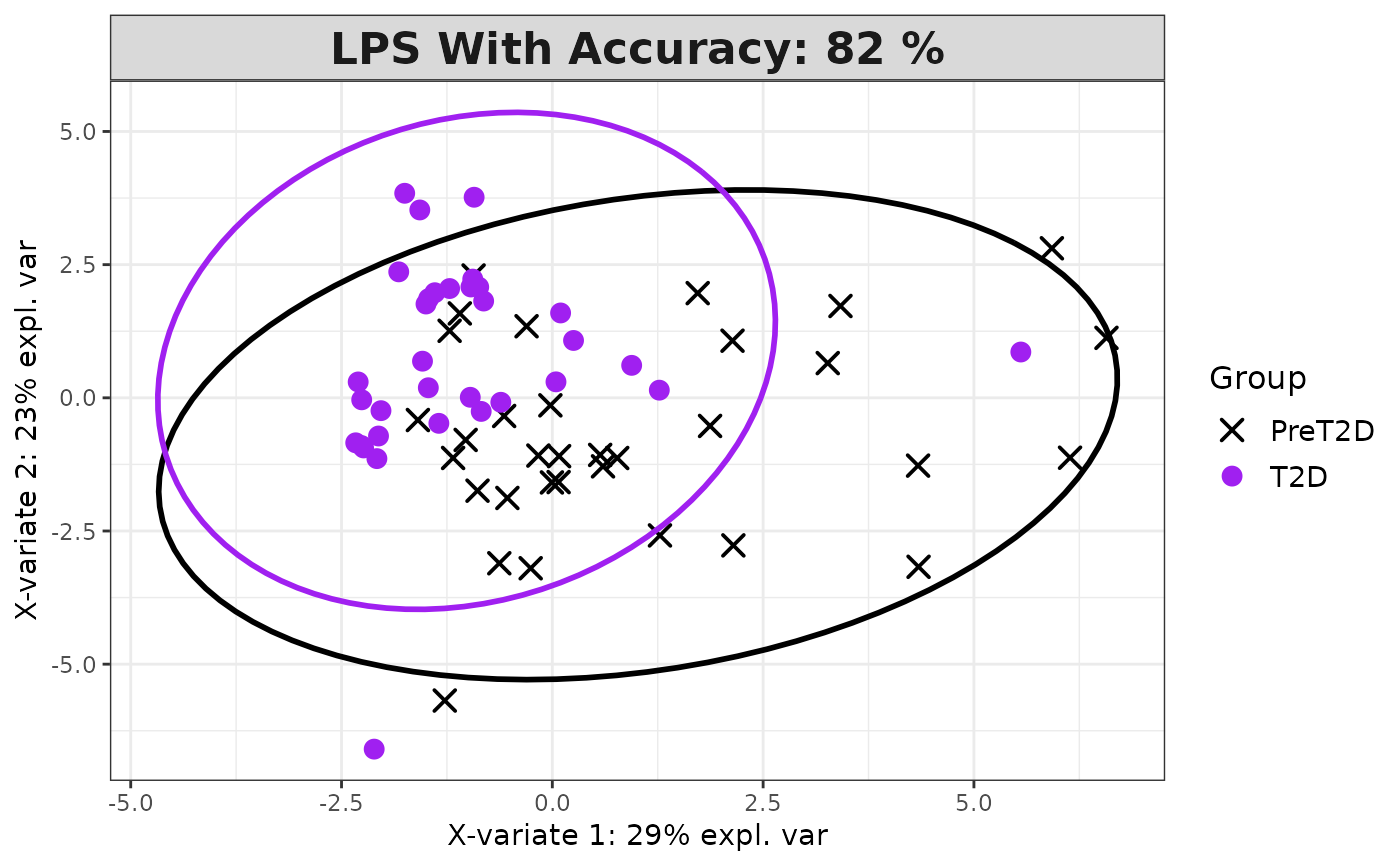 LPS With Accuracy: 82 %
X-variate 2: 23% expl. var
5.0
2.5
0.0
-2.5
-5.0
-5.0 -2.5 0.0 2.5 5.0
X-variate 1: 29% expl. var
Group
PreT2D
T2D